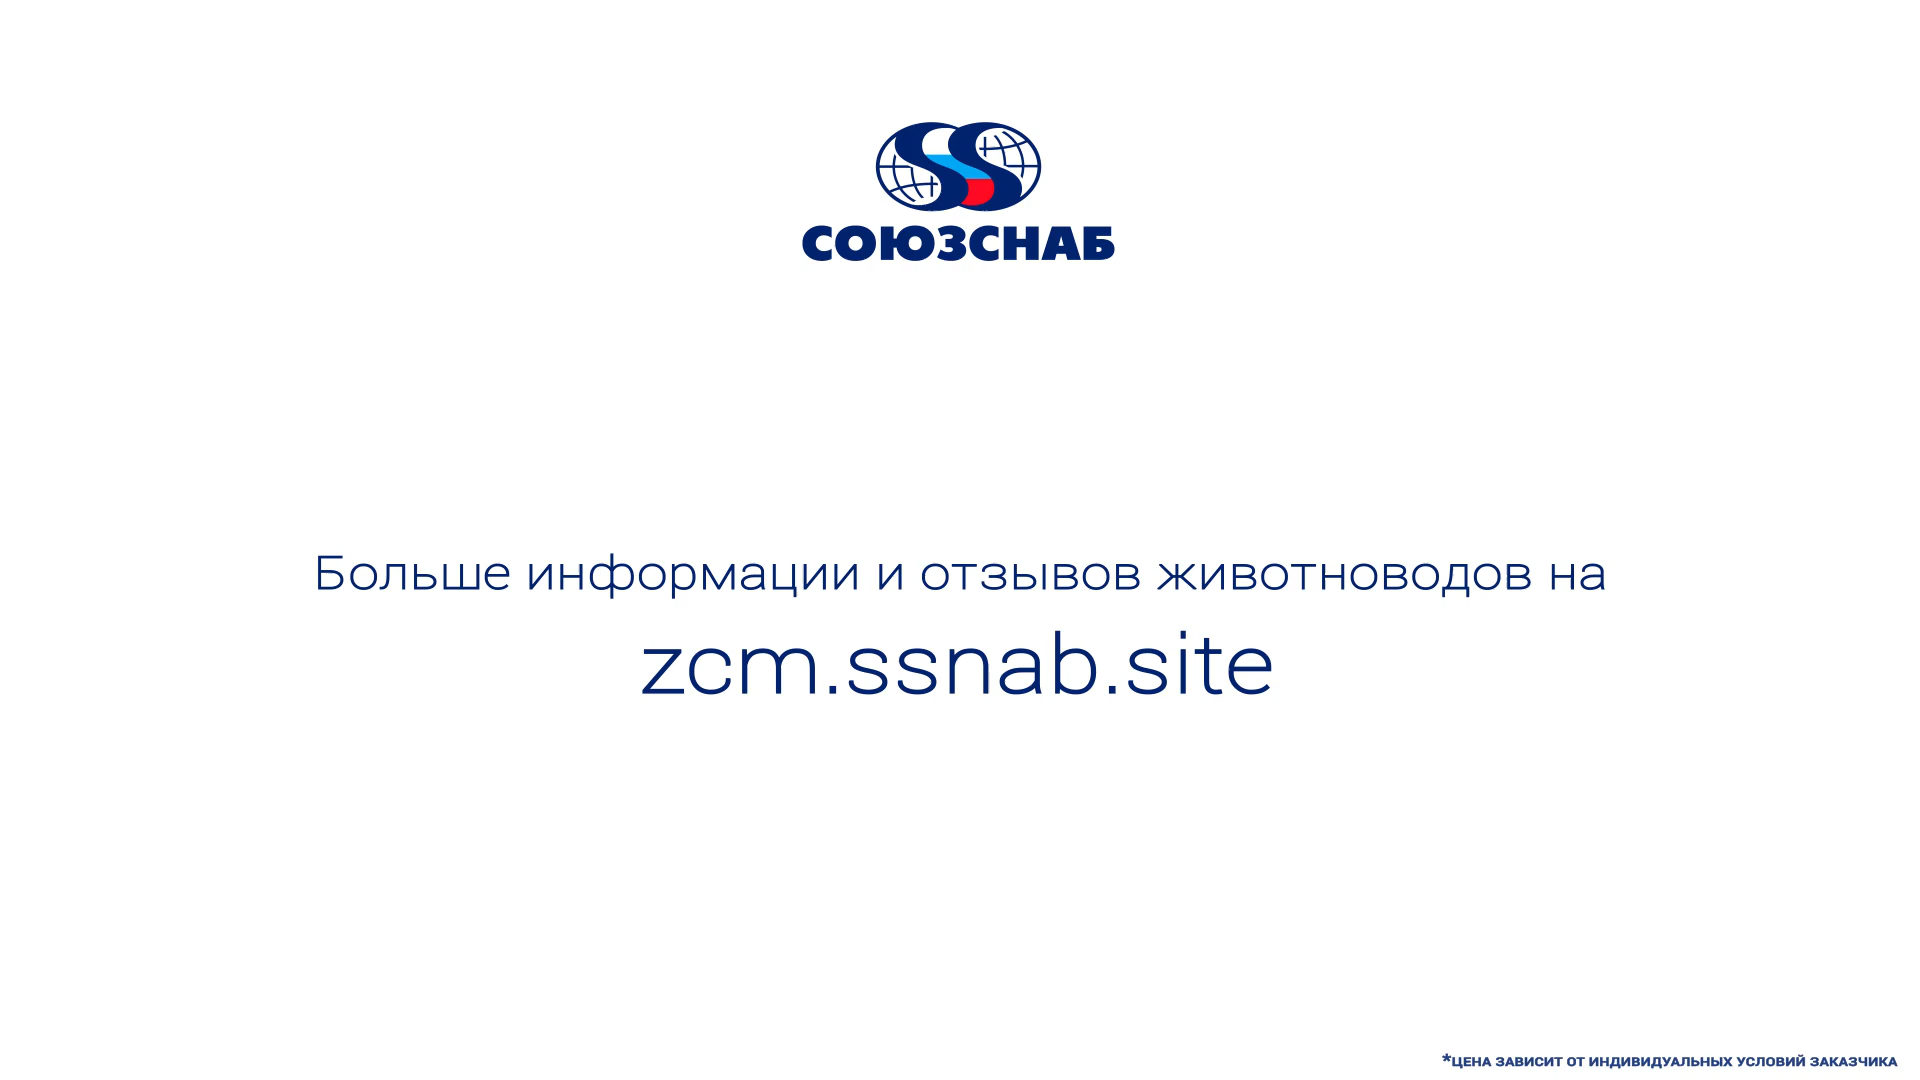 СОЮЗСНАБ
Больше информации и отзывов животноводов на
zcm.ssnab.site
*ЦЕНА ЗАВИСИТ ОТ ИНДИВИДУАЛЬНЫХ УСЛОВИЙ ЗАКАЗЧИКА